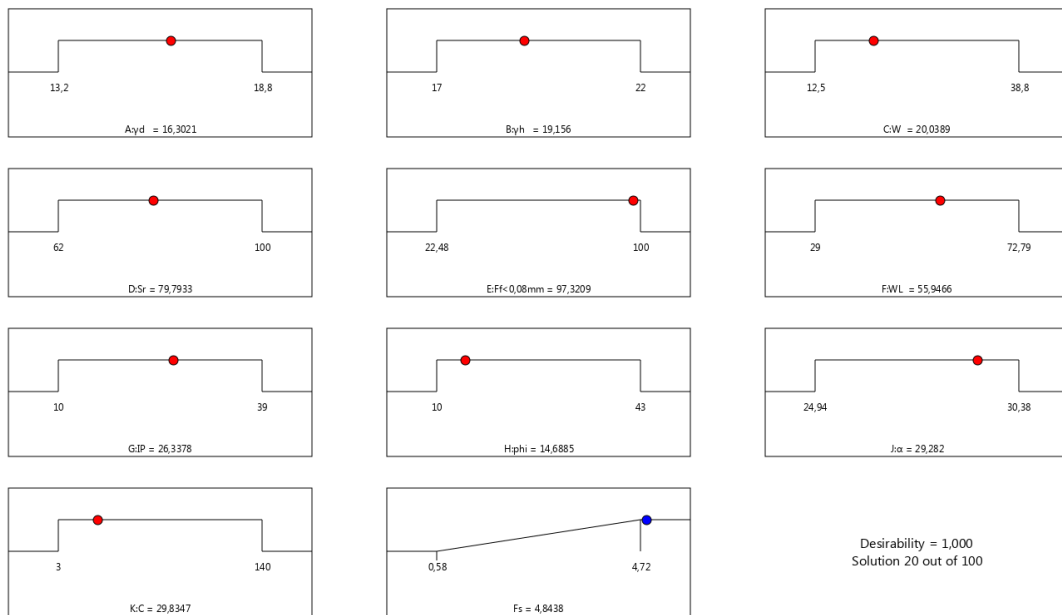 13,2 18,8
A:γd = 16,3021
17 22
B:γh = 19,156
12,5 38,8
C:W = 20,0389
62 100
D:Sr = 79,7933
22,48 100
E:Ff<0,08mm = 97,3209
29 72,79
F:WL = 55,9466
10 39
G:IP = 26,3378
10 43
H:phi = 14,6885
24,94 30,38
J:α = 29,282
3 140
K:C = 29,8347
0,58 4,72
Fs = 4,8438
Desirability = 1,000
Solution 20 out of 100